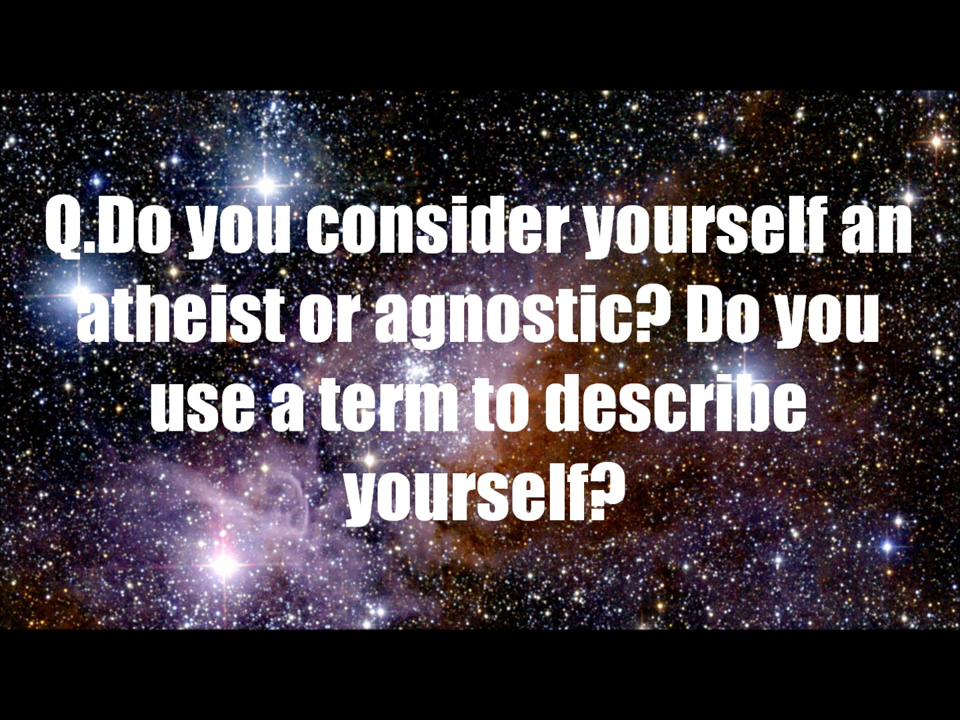 Q.Do you consider yourself an
atheist or agnostic? Do you
use a term to describe
yourself?